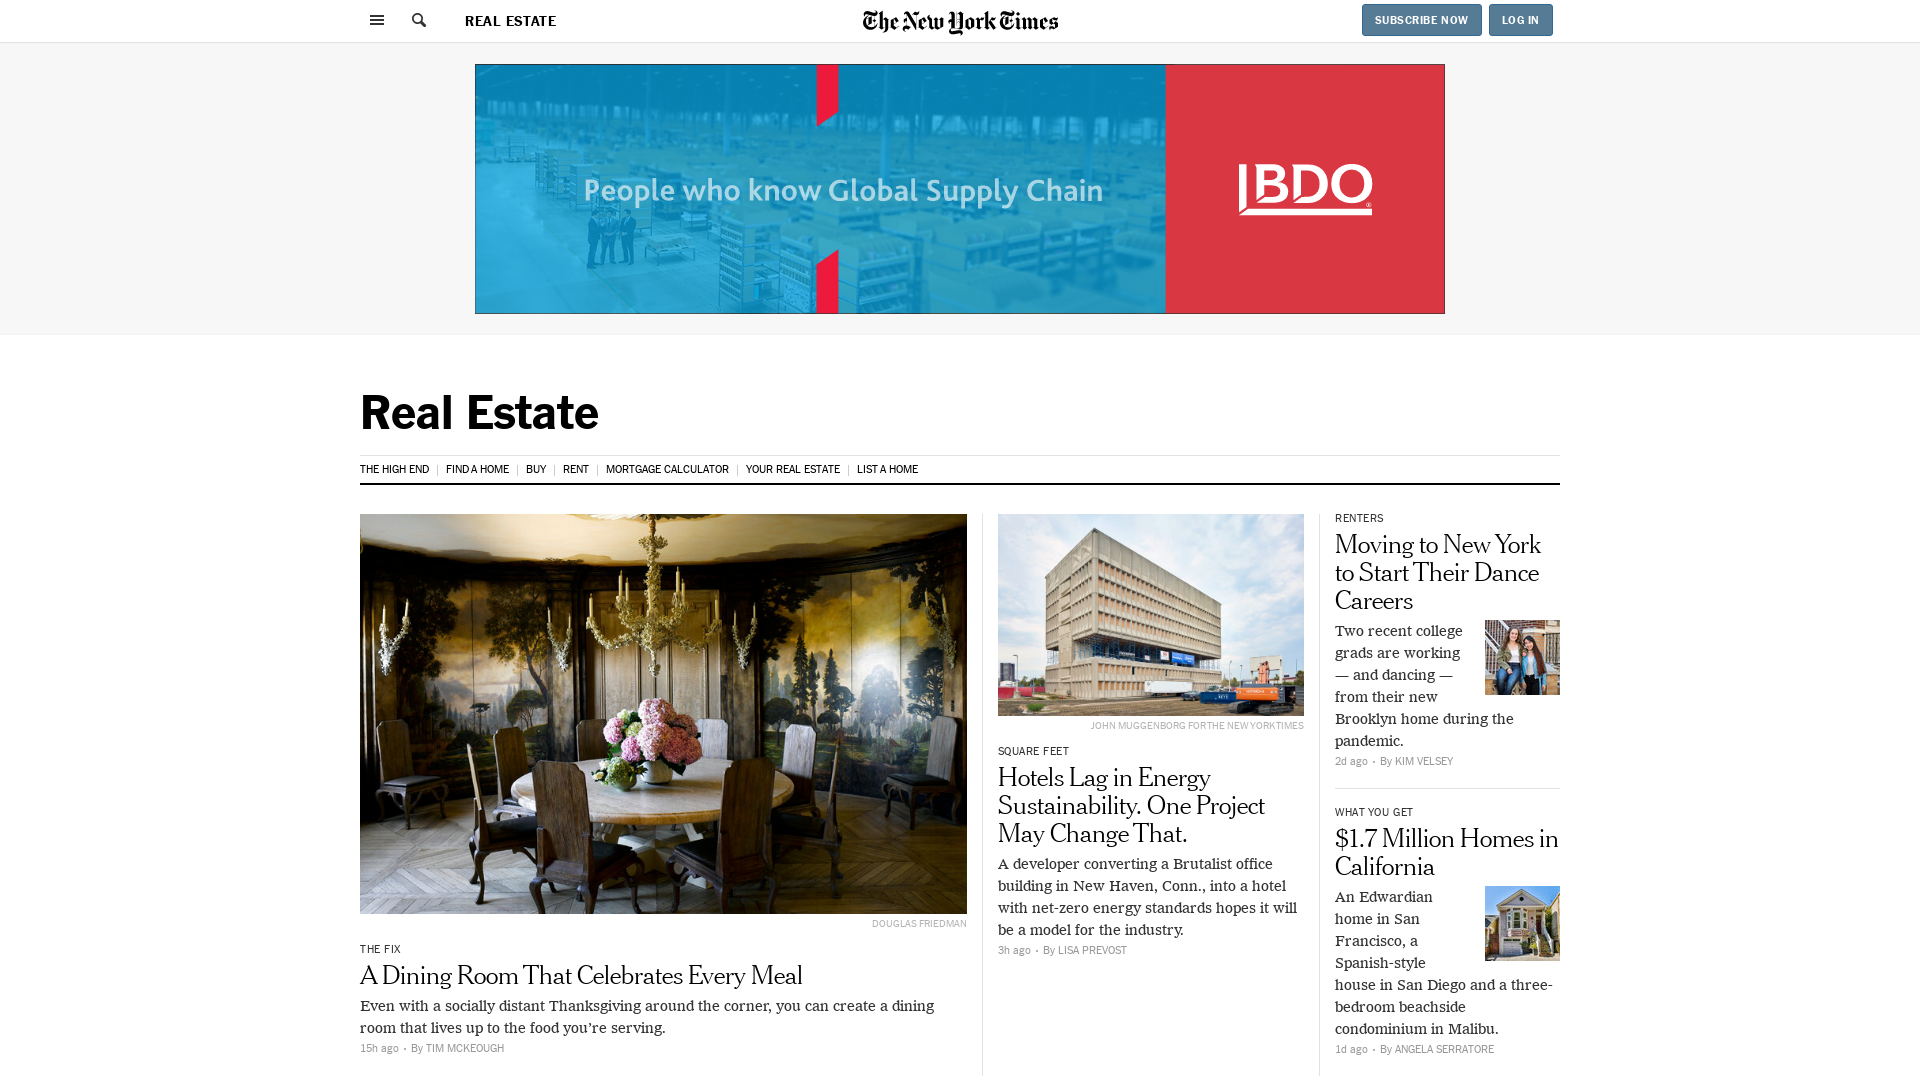 REAL ESTATE
The New York Times
SUBSCRIBE NOW
LOG IN
People who know Global Supply Chain
BDO
Real Estate
THE HIGH END
FIND A HOME
BUY
RENT
MORTGAGE CALCULATOR
YOUR REAL ESTATE
LIST A HOME
DOUGLAS FRIEDMAN
THE FIX
A Dining Room That Celebrates Every Meal
Even with a socially distant Thanksgiving around the corner, you can create a dining
room that lives up to the food you’re serving.
15h ago · By TIM MCKEOUGH
JOHN MUGGENBORG FOR THE NEW YORK TIMES
SQUARE FEET
Hotels Lag in Energy
Sustainability. One Project
May Change That.
A developer converting a Brutalist office
building in New Haven, Conn., into a hotel
with net-zero energy standards hopes it will
be a model for the industry.
3h ago · By LISA PREVOST
RENTERS
Moving to New York
to Start Their Dance
Careers
Two recent college
grads are working
— and dancing —
from their new
Brooklyn home during the
pandemic.
2d ago · By KIM VELSEY
WHAT YOU GET
$1.7 Million Homes in
California
An Edwardian
home in San
Francisco, a
Spanish-style
house in San Diego and a three-
bedroom beachside
condominium in Malibu.
1d ago · By ANGELA SERRATORE